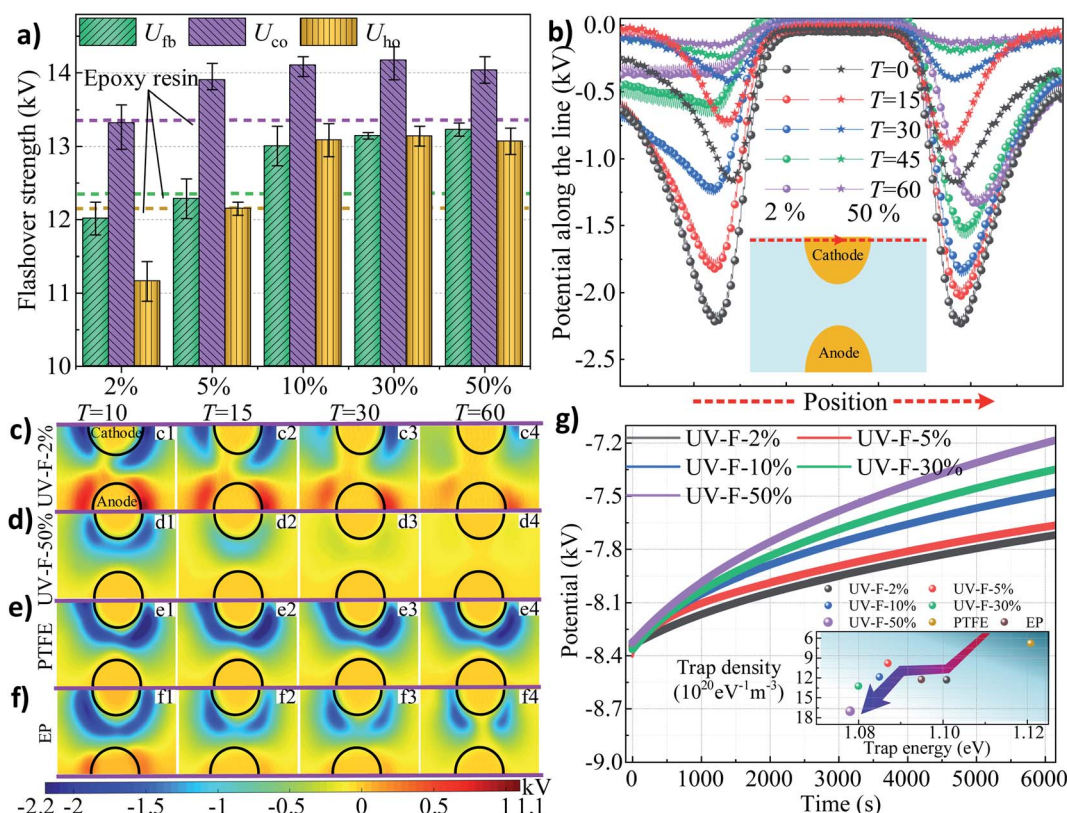 a)
U_fb U_co U_ho
Epoxy resin
Flashover strength (kV)
14
13
12
11
10
2% 5% 10% 30% 50%
b)
Potential along the line (kV)
0.0
-0.5
-1.0
-1.5
-2.0
-2.5
T=0
T=15
T=30
T=45
T=60
2 % 50 %
Cathode
Anode
Position
T=10 T=15 T=30 T=60
c)
UV-F-2%
Cathode
Anode
c1 c2 c3 c4
d)
UV-F-50%
d1 d2 d3 d4
e)
PTFE
e1 e2 e3 e4
f)
EP
f1 f2 f3 f4
kV
-2.2 -2 -1.5 -1 -0.5 0 0.5 1 1.1
g)
UV-F-2% UV-F-5%
UV-F-10% UV-F-30%
UV-F-50%
Potential (kV)
-7.2
-7.5
-7.8
-8.1
-8.4
-8.7
-9.0
0 1000 2000 3000 4000 5000 6000
Time (s)
UV-F-2% UV-F-5%
UV-F-10% UV-F-30%
UV-F-50% PTFE EP
Trap density
(10²⁰eV⁻¹m⁻³)
6
9
12
15
18
1.08 1.10 1.12
Trap energy (eV)